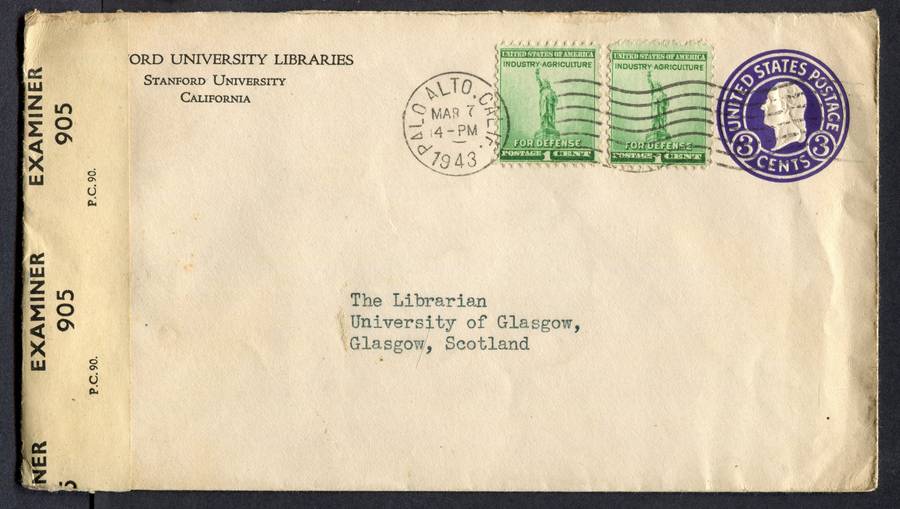 EXAMINER
905
P.C. 90.
EXAMINER
905
P.C. 90.
NER
5
FORD UNIVERSITY LIBRARIES
STANFORD UNIVERSITY
CALIFORNIA
PALO ALTO, CALIF.
MAR 7
4-PM
1943
UNITED STATES OF AMERICA
INDUSTRY·AGRICULTURE
FOR DEFENSE
POSTAGE 1 CENT
UNITED STATES OF AMERICA
INDUSTRY·AGRICULTURE
FOR DEFENSE
POSTAGE 1 CENT
UNITED STATES POSTAGE
3 CENTS 3
The Librarian
University of Glasgow,
Glasgow, Scotland